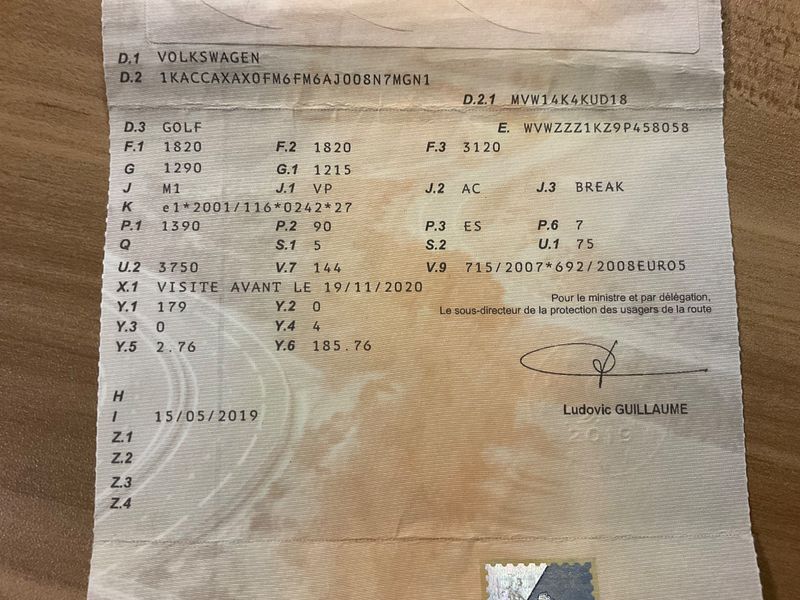 D.1 VOLKSWAGEN
D.2 1KACCAXAX0FM6FM6AJ008N7MGN1
D.2.1 MVW14K4KUD18
D.3 GOLF E. WVWZZZ1KZ9P458058
F.1 1820 F.2 1820 F.3 3120
G 1290 G.1 1215
J M1 J.1 VP J.2 AC J.3 BREAK
K e1*2001/116*0242*27
P.1 1390 P.2 90 P.3 ES P.6 7
Q S.1 5 S.2 U.1 75
U.2 3750 V.7 144 V.9 715/2007*692/2008EURO5
X.1 VISITE AVANT LE 19/11/2020
Y.1 179 Y.2 0
Y.3 0 Y.4 4
Y.5 2.76 Y.6 185.76
Pour le ministre et par délégation,
Le sous-directeur de la protection des usagers de la route
H
I 15/05/2019
Ludovic GUILLAUME
2019
Z.1
Z.2
Z.3
Z.4